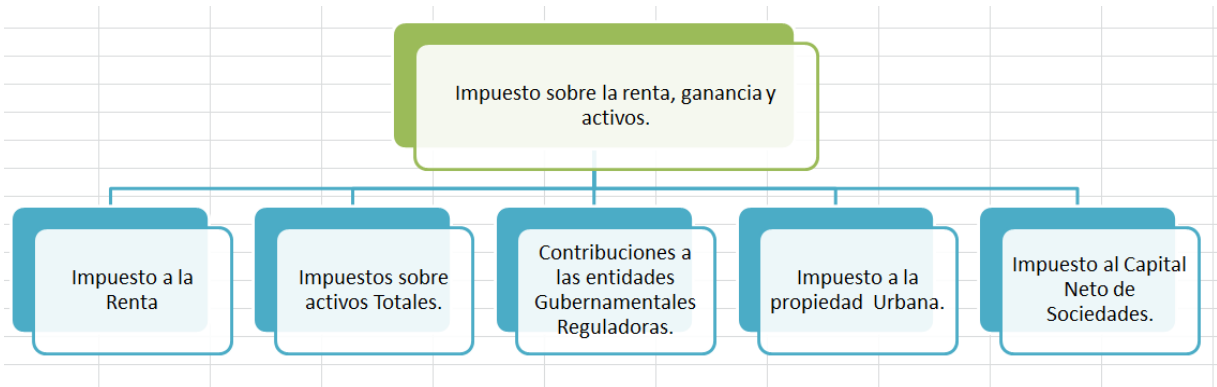 Impuesto sobre la renta, ganancia y
activos.
Impuesto a la
Renta
Impuestos sobre
activos Totales.
Contribuciones a
las entidades
Gubernamentales
Reguladoras.
Impuesto a la
propiedad Urbana.
Impuesto al Capital
Neto de
Sociedades.